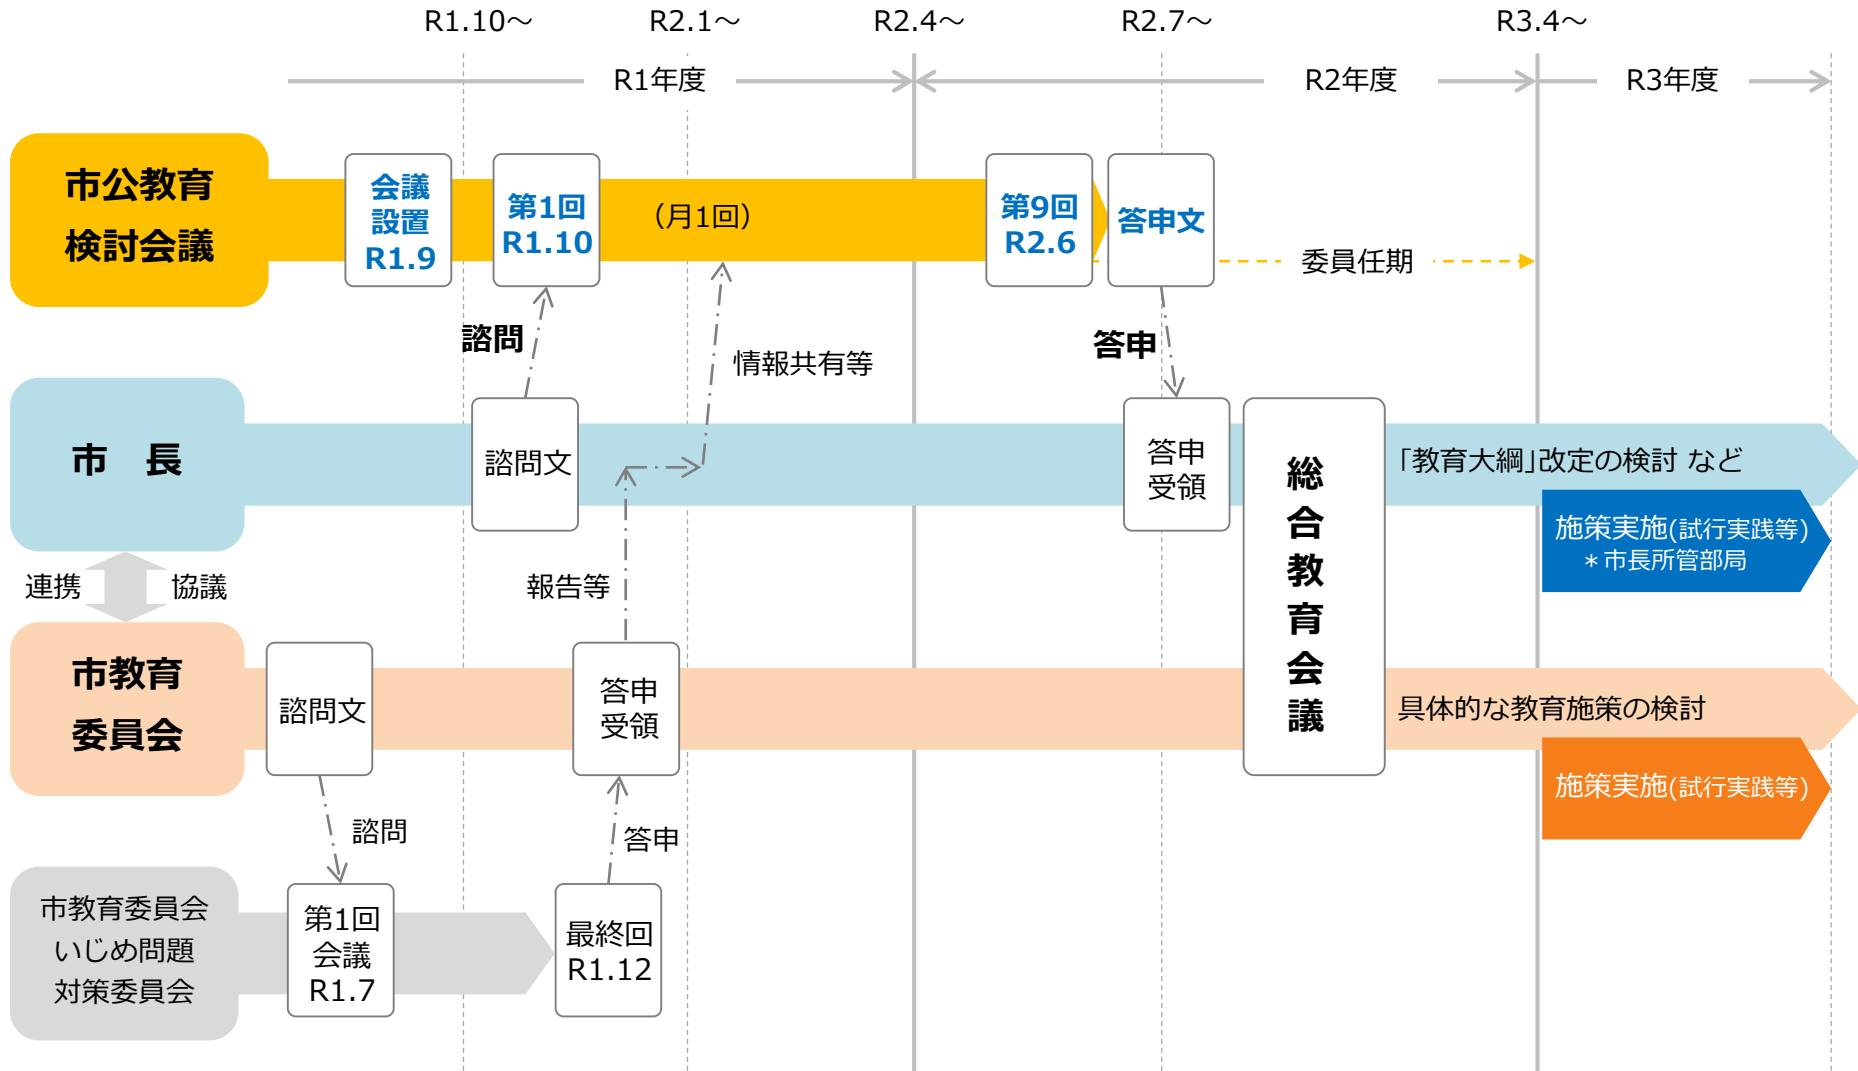 R1.10～
R2.1～
R2.4～
R2.7～
R3.4～
R1年度
R2年度
R3年度
市公教育
検討会議
会議
設置
R1.9
第1回
R1.10
（月1回）
第9回
R2.6
答申文
委員任期
諮問
情報共有等
答申
市　長
諮問文
答申
受領
総合教育会議
「教育大綱」改定の検討 など
施策実施(試行実践等)
＊市長所管部局
連携
協議
報告等
市教育
委員会
諮問文
答申
受領
具体的な教育施策の検討
施策実施(試行実践等)
諮問
答申
市教育委員会
いじめ問題
対策委員会
第1回
会議
R1.7
最終回
R1.12